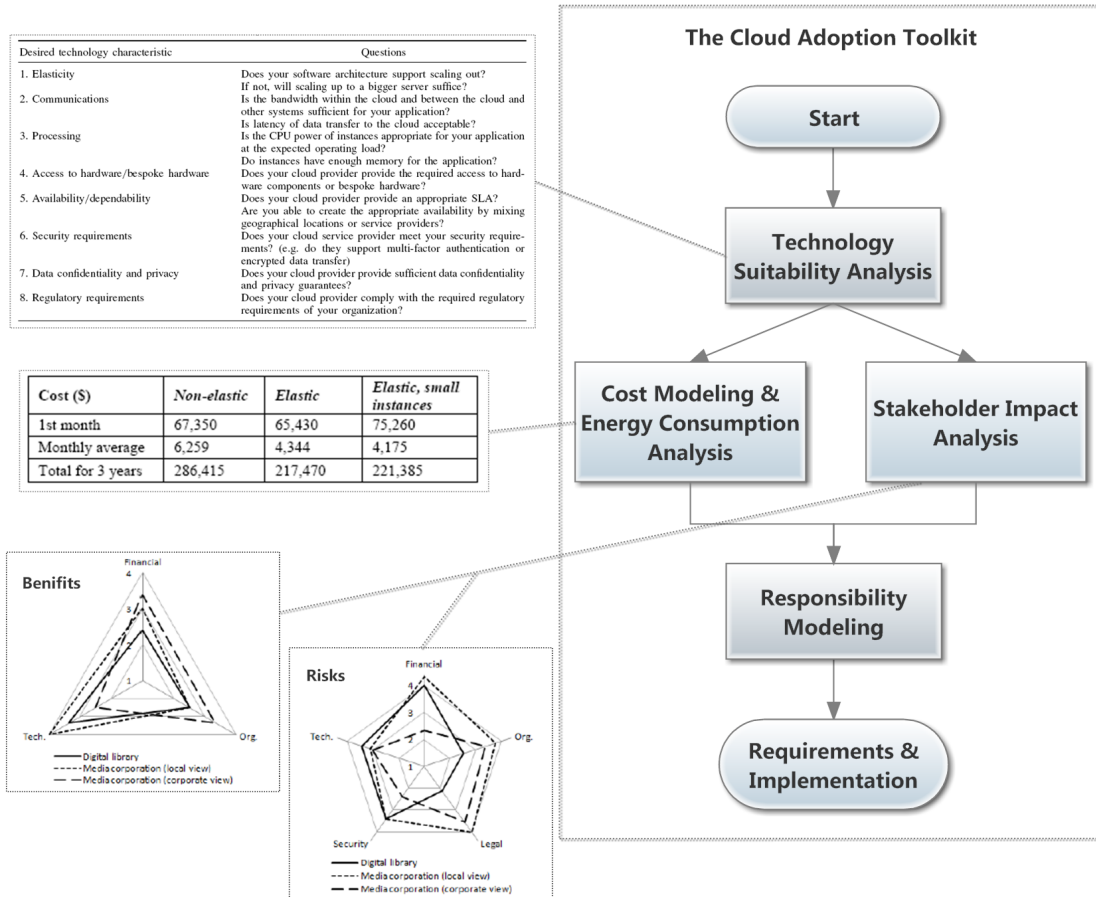 The Cloud Adoption Toolkit
Start
Technology
Suitability Analysis
Cost Modeling &
Energy Consumption
Analysis
Stakeholder Impact
Analysis
Responsibility
Modeling
Requirements &
Implementation
Desired technology characteristic Questions
1. Elasticity Does your software architecture support scaling out?
If not, will scaling up to a bigger server suffice?
2. Communications Is the bandwidth within the cloud and between the cloud and
other systems sufficient for your application?
Is latency of data transfer to the cloud acceptable?
3. Processing Is the CPU power of instances appropriate for your application
at the expected operating load?
Do instances have enough memory for the application?
4. Access to hardware/bespoke hardware Does your cloud provider provide the required access to hard-
ware components or bespoke hardware?
5. Availability/dependability Does your cloud provider provide an appropriate SLA?
Are you able to create the appropriate availability by mixing
geographical locations or service providers?
6. Security requirements Does your cloud service provider meet your security require-
ments? (e.g. do they support multi-factor authentication or
encrypted data transfer)
7. Data confidentiality and privacy Does your cloud provider provide sufficient data confidentiality
and privacy guarantees?
8. Regulatory requirements Does your cloud provider comply with the required regulatory
requirements of your organization?
Cost ($) Non-elastic Elastic Elastic, small
instances
1st month 67,350 65,430 75,260
Monthly average 6,259 4,344 4,175
Total for 3 years 286,415 217,470 221,385
Benifits
Financial
4
3
2
1
Tech. Org.
Digital library
Media corporation (local view)
Media corporation (corporate view)
Risks
Financial
4
3
2
1
Tech. Org.
Security Legal
Digital library
Media corporation (local view)
Media corporation (corporate view)